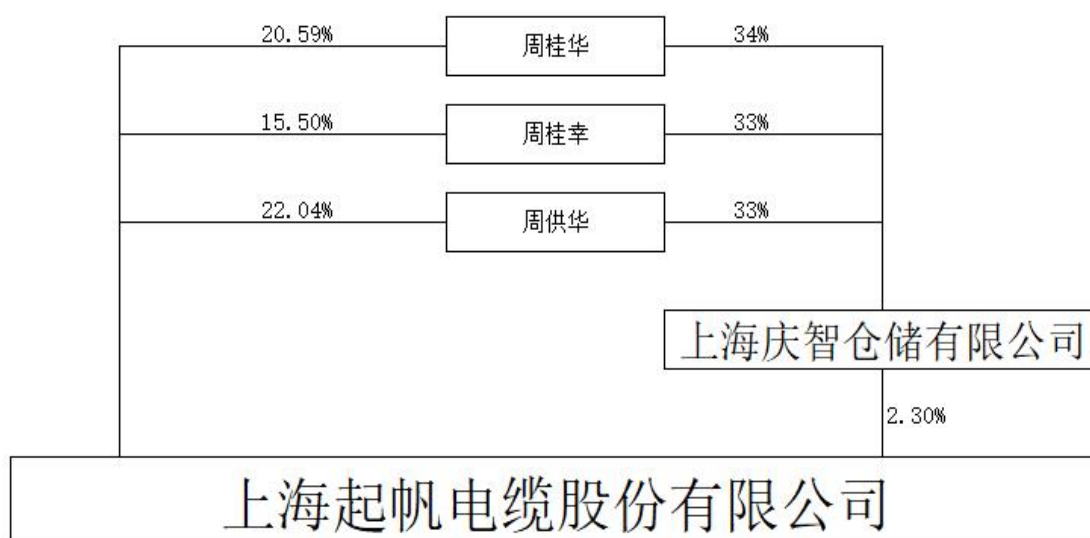 20.59% 周桂华 34%
15.50% 周桂幸 33%
22.04% 周供华 33%
上海庆智仓储有限公司
2.30%
上海起帆电缆股份有限公司